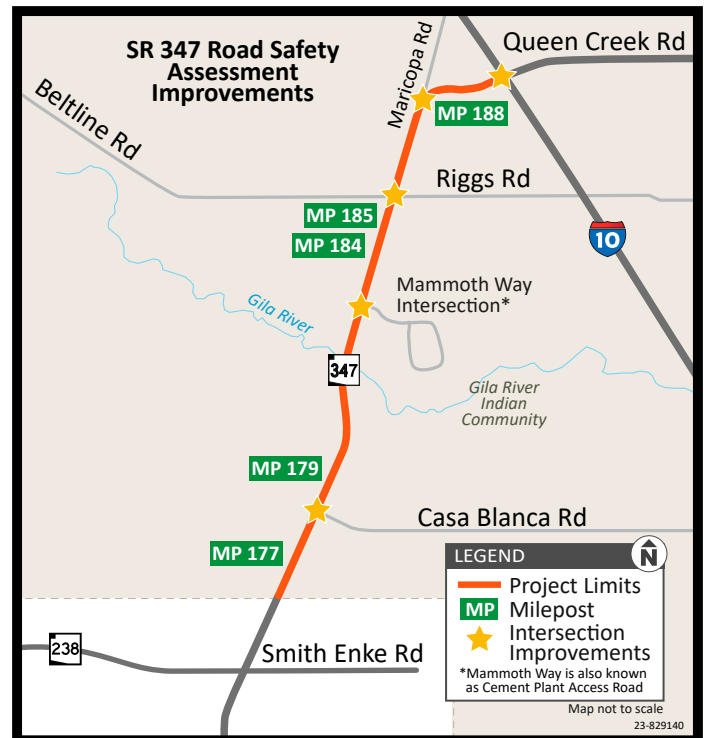 SR 347 Road Safety
Assessment
Improvements
Maricopa Rd
Queen Creek Rd
Beltline Rd
MP 188
Riggs Rd
MP 185
MP 184
10
Mammoth Way
Intersection*
Gila River
347
Gila River
Indian
Community
MP 179
Casa Blanca Rd
MP 177
LEGEND
N
Project Limits
MP Milepost
Intersection
Improvements
*Mammoth Way is also known
as Cement Plant Access Road
238
Smith Enke Rd
Map not to scale
23-829140